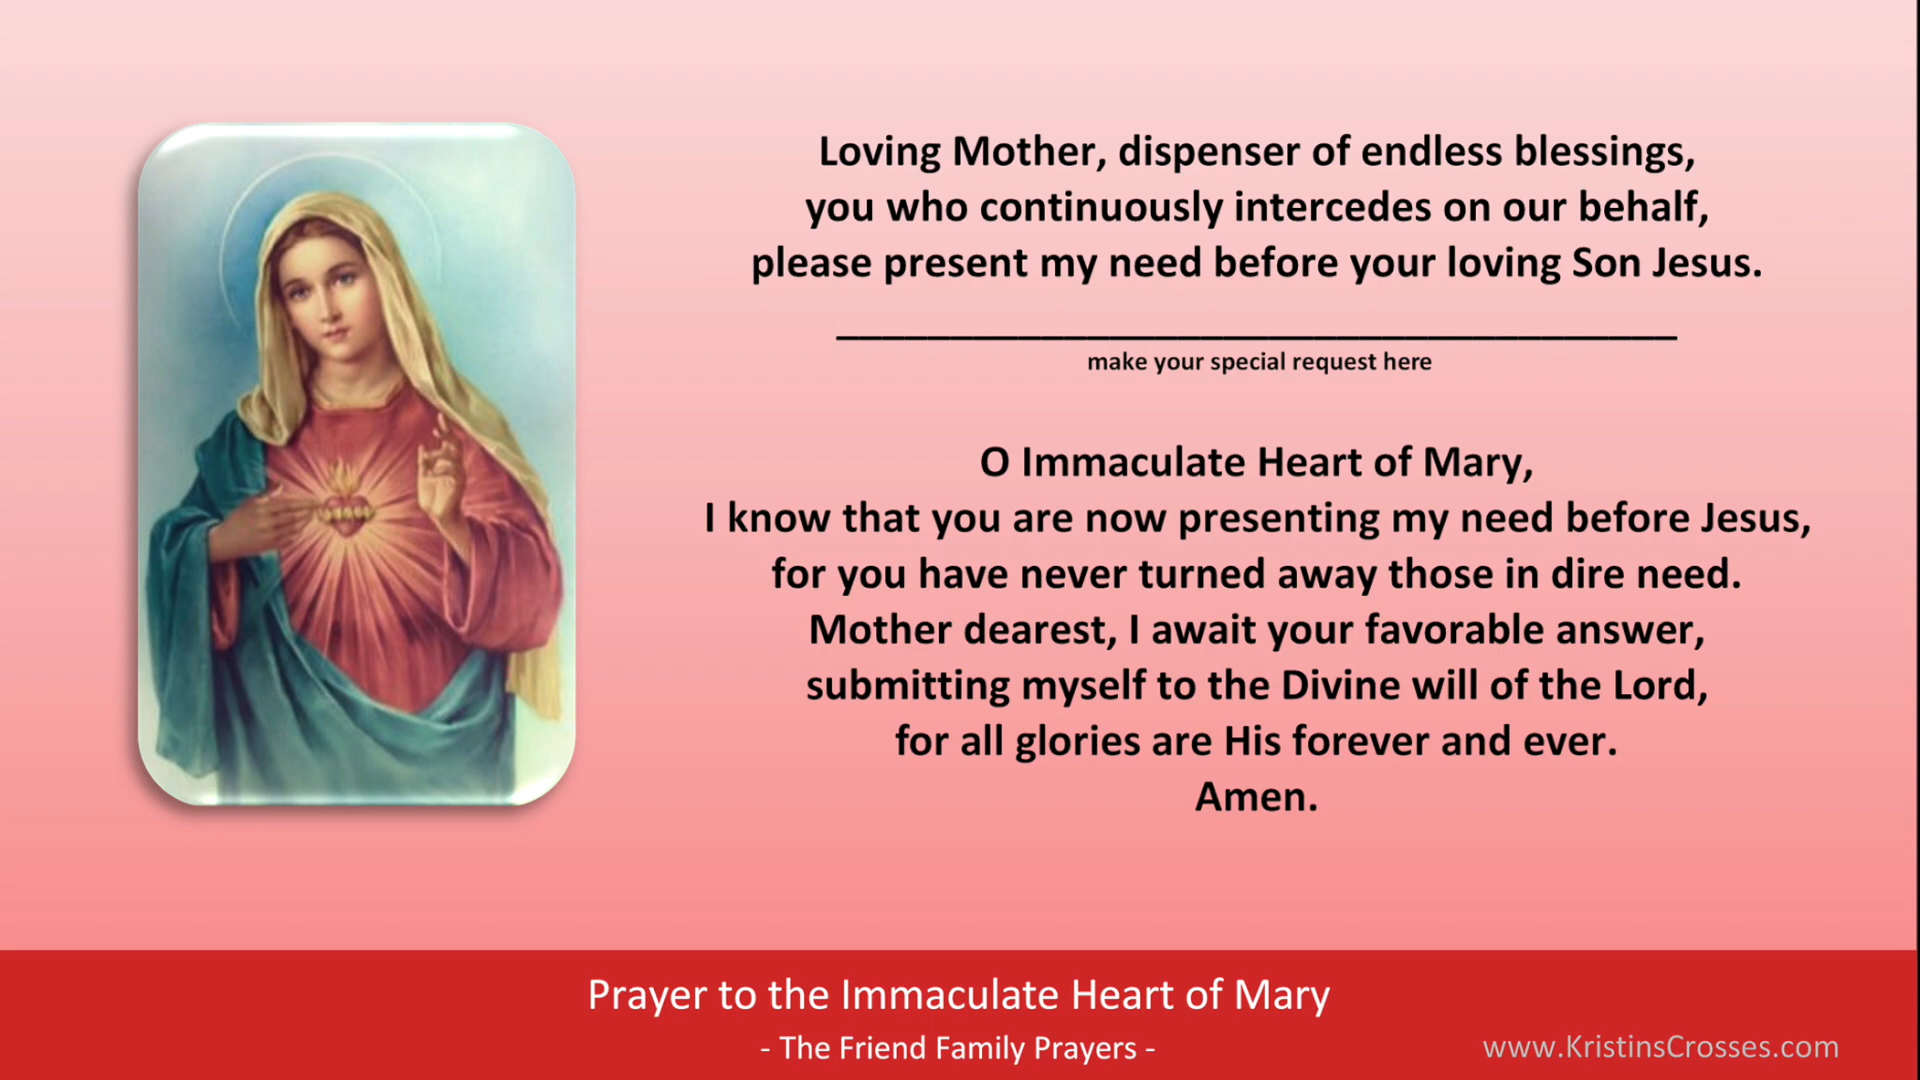 Loving Mother, dispenser of endless blessings,
you who continuously intercedes on our behalf,
please present my need before your loving Son Jesus.
________________________________________
make your special request here
O Immaculate Heart of Mary,
I know that you are now presenting my need before Jesus,
for you have never turned away those in dire need.
Mother dearest, I await your favorable answer,
submitting myself to the Divine will of the Lord,
for all glories are His forever and ever.
Amen.
Prayer to the Immaculate Heart of Mary
- The Friend Family Prayers -
www.KristinsCrosses.com